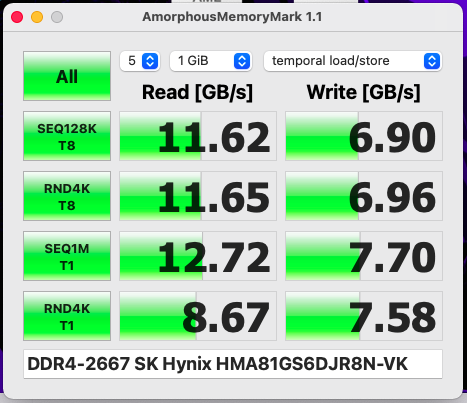 AmorphousMemoryMark 1.1
All
5
1 GiB
temporal load/store
Read [GB/s]
Write [GB/s]
SEQ128K
T8
11.62
6.90
RND4K
T8
11.65
6.96
SEQ1M
T1
12.72
7.70
RND4K
T1
8.67
7.58
DDR4-2667 SK Hynix HMA81GS6DJR8N-VK